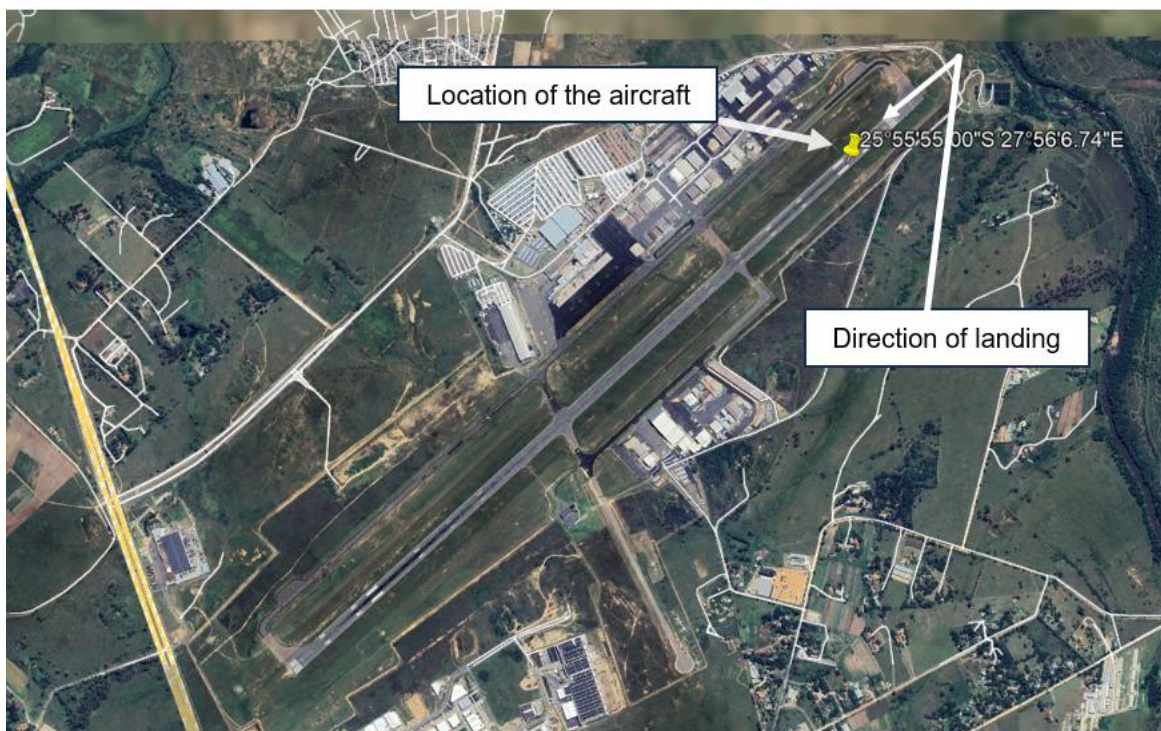 Location of the aircraft
25°55'55.00"S 27°56'6.74"E
Direction of landing